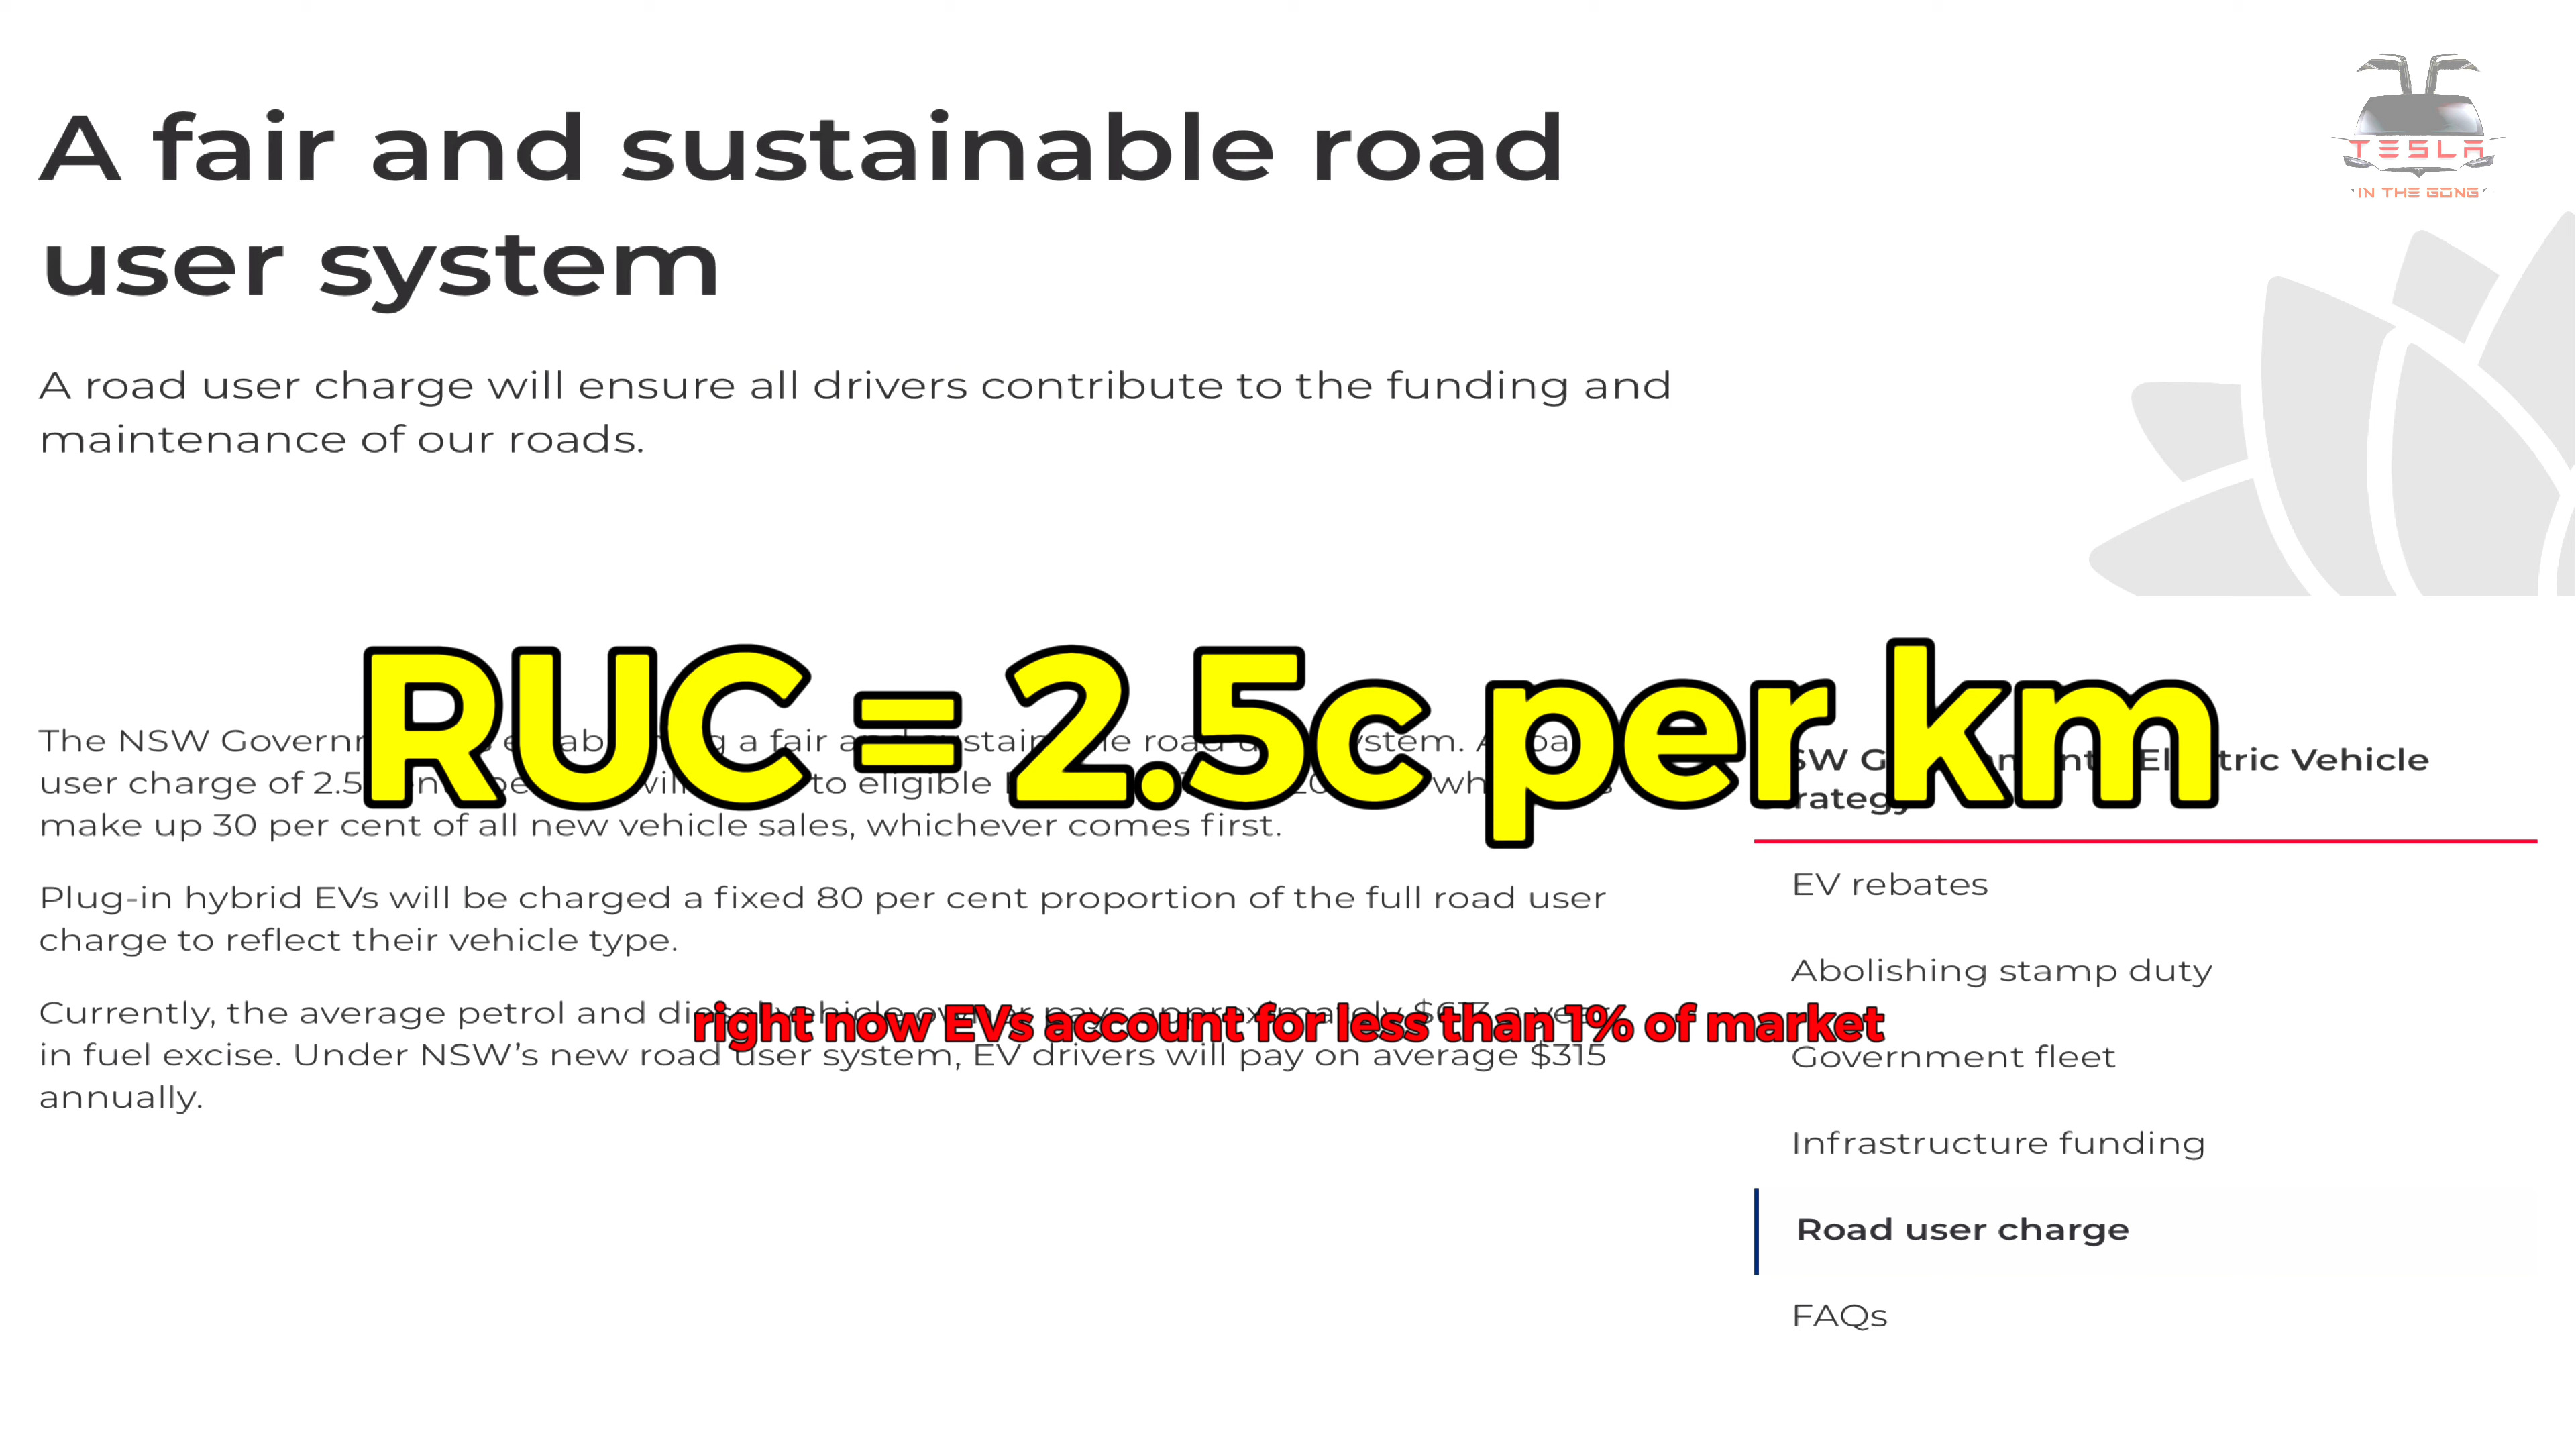 A fair and sustainable road
user system
TESLA
'IN THE GONG'
A road user charge will ensure all drivers contribute to the funding and
maintenance of our roads.
RUC = 2.5c per km
The NSW a fair road
user charge of 2.5 to eligible
make up 30 per cent of all new vehicle sales, whichever comes first.
Plug-in hybrid EVs will be charged a fixed 80 per cent proportion of the full road user
charge to reflect their vehicle type.
Currently, the average petrol and a year
right now EVs account for less than 1% of market
in fuel excise. Under NSW's new road user system, EV drivers will pay on average $315
annually.
Electric Vehicle
EV rebates
Abolishing stamp duty
Government fleet
Infrastructure funding
Road user charge
FAQs